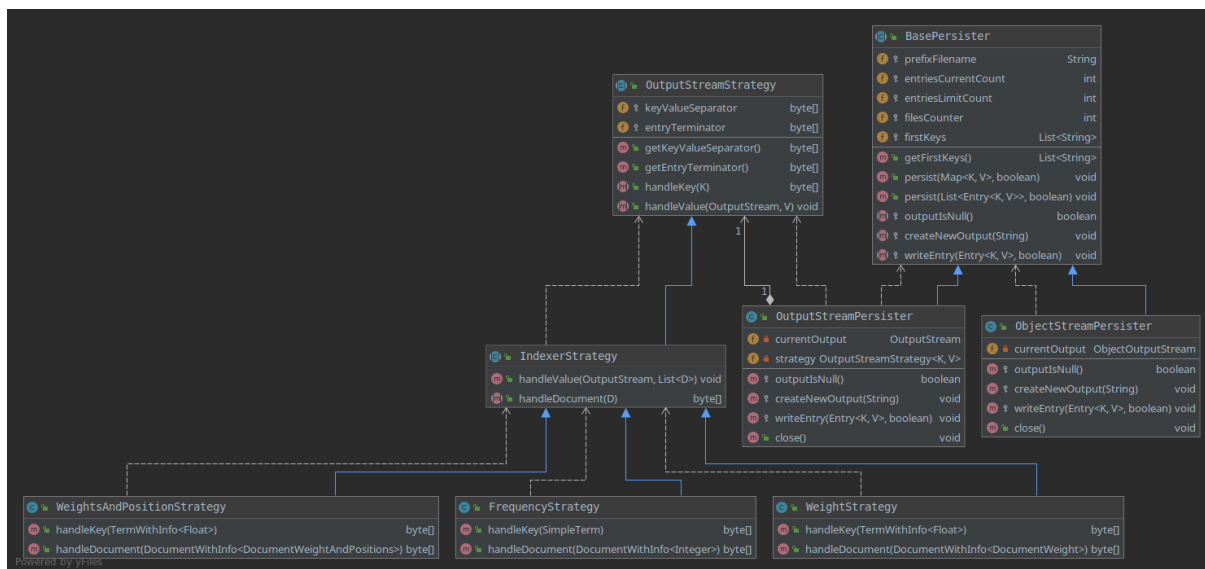 BasePersister
prefixFilename String
entriesCurrentCount int
entriesLimitCount int
filesCounter int
firstKeys List<String>
getFirstKeys() List<String>
persist(Map<K, V>, boolean) void
persist(List<Entry<K, V>>, boolean) void
outputIsNull() boolean
createNewOutput(String) void
writeEntry(Entry<K, V>, boolean) void
OutputStreamStrategy
keyValueSeparator byte[]
entryTerminator byte[]
getKeyValueSeparator() byte[]
getEntryTerminator() byte[]
handleKey(K) byte[]
handleValue(OutputStream, V) void
1
1
OutputStreamPersister
currentOutput OutputStream
strategy OutputStreamStrategy<K, V>
outputIsNull() boolean
createNewOutput(String) void
writeEntry(Entry<K, V>, boolean) void
close() void
ObjectStreamPersister
currentOutput ObjectOutputStream
outputIsNull() boolean
createNewOutput(String) void
writeEntry(Entry<K, V>, boolean) void
close() void
IndexerStrategy
handleValue(OutputStream, List<D>) void
handleDocument(D) byte[]
WeightsAndPositionStrategy
handleKey(TermWithInfo<Float>) byte[]
handleDocument(DocumentWithInfo<DocumentWeightAndPositions>) byte[]
FrequencyStrategy
handleKey(SimpleTerm) byte[]
handleDocument(DocumentWithInfo<Integer>) byte[]
WeightStrategy
handleKey(TermWithInfo<Float>) byte[]
handleDocument(DocumentWithInfo<DocumentWeight>) byte[]
Powered by yFiles